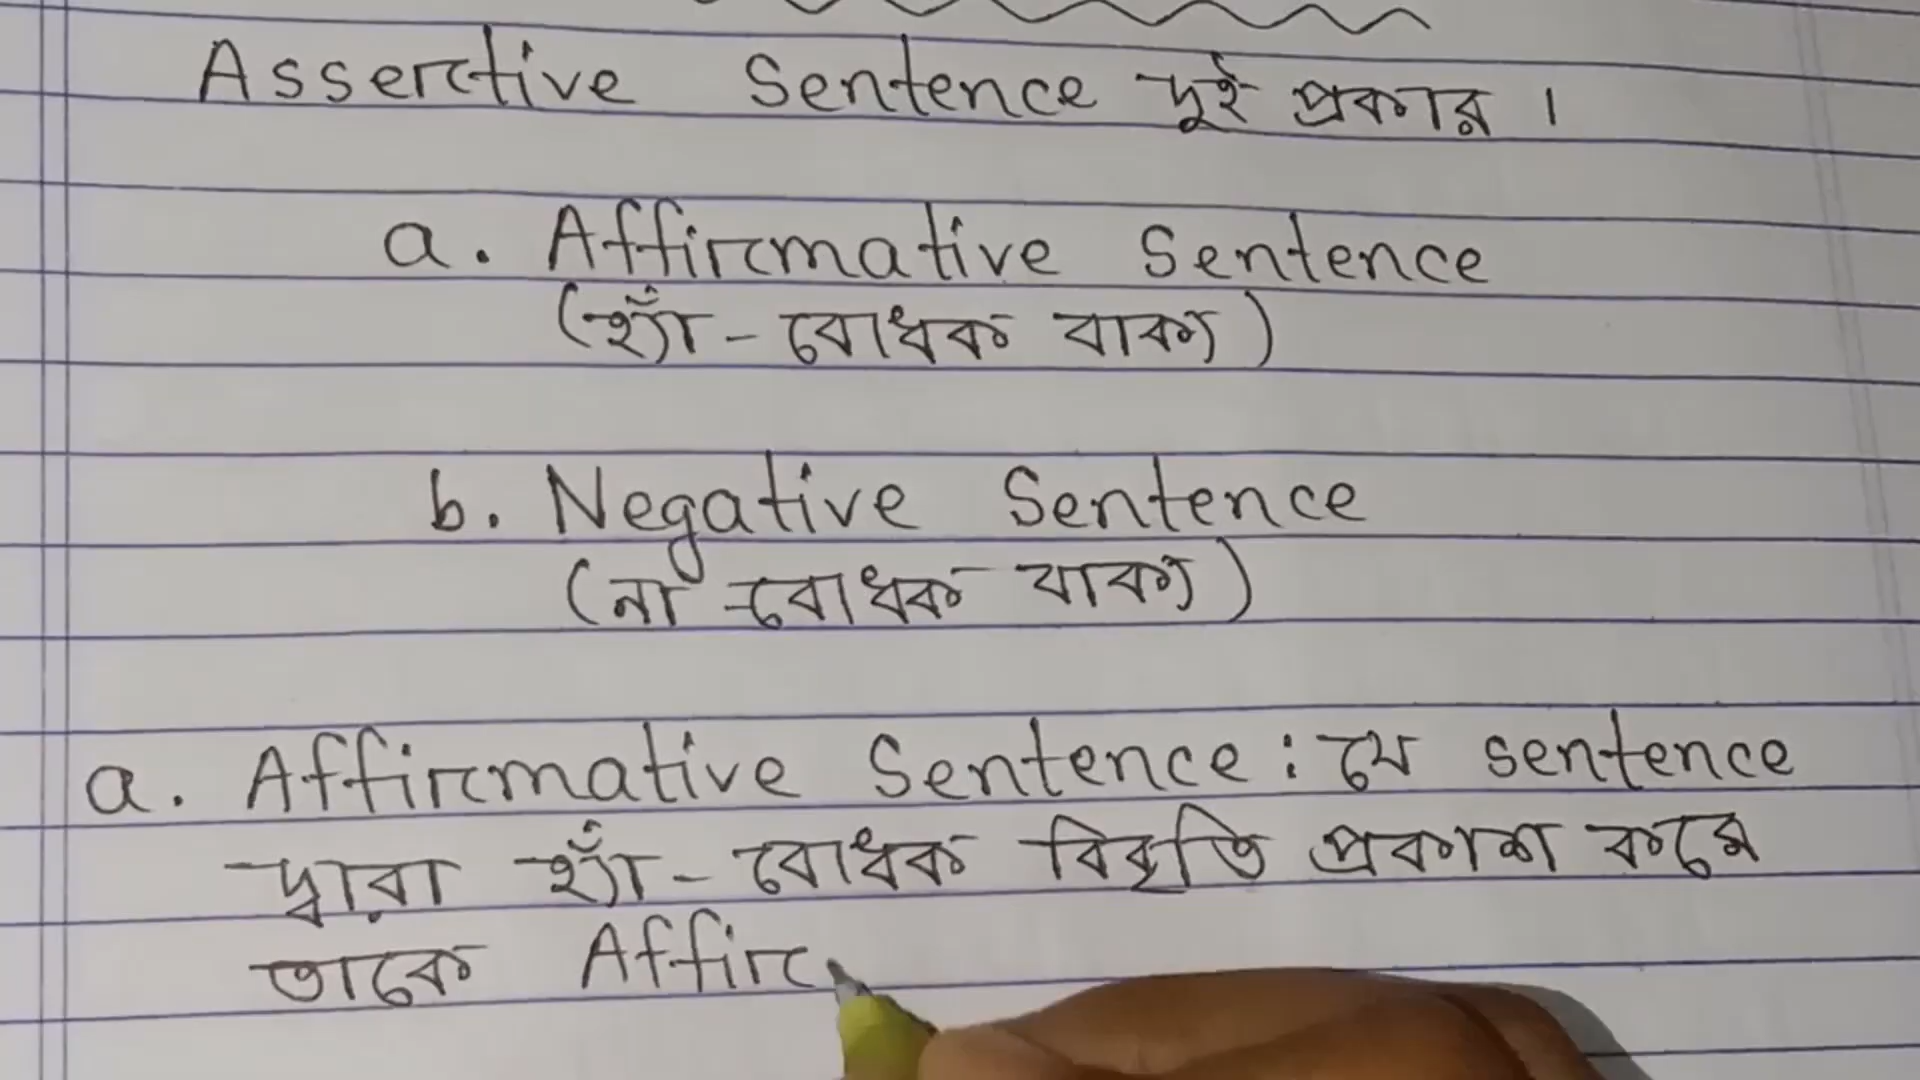 Assertive Sentence দুই প্রকার ।
a. Affirmative Sentence
(হ্যাঁ - বোধক বাক্য)
b. Negative Sentence
(না - বোধক বাক্য)
a. Affirmative Sentence : যে sentence
দ্বারা হ্যাঁ - বোধক বিবৃতি প্রকাশ করে
তাকে Affir